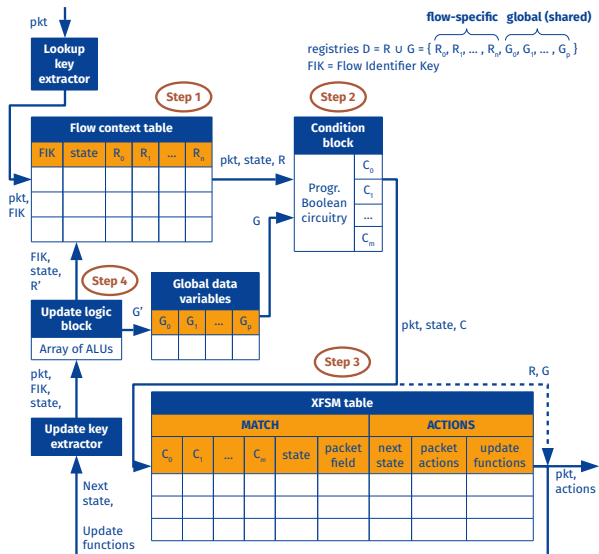 flow-specific global (shared)
registries D = R ∪ G = { R₀, R₁, ... , Rₙ, G₀, G₁, ... , Gₚ }
FIK = Flow Identifier Key
pkt
Lookup
key
extractor
Step 1
Step 2
Flow context table
FIK state R₀ R₁ ... Rₙ
pkt,
FIK
pkt, state, R
Condition
block
Progr.
Boolean
circuitry
C₀
C₁
...
Cₘ
G
FIK,
state,
R'
Step 4
Update logic
block
Array of ALUs
G'
Global data
variables
G₀ G₁ ... Gₚ
pkt, state, C
Step 3
R, G
pkt,
FIK,
state,
Update key
extractor
Next
state,
Update
functions
XFSM table
MATCH ACTIONS
C₀ C₁ ... Cₘ state packet field next state packet actions update functions
pkt,
actions